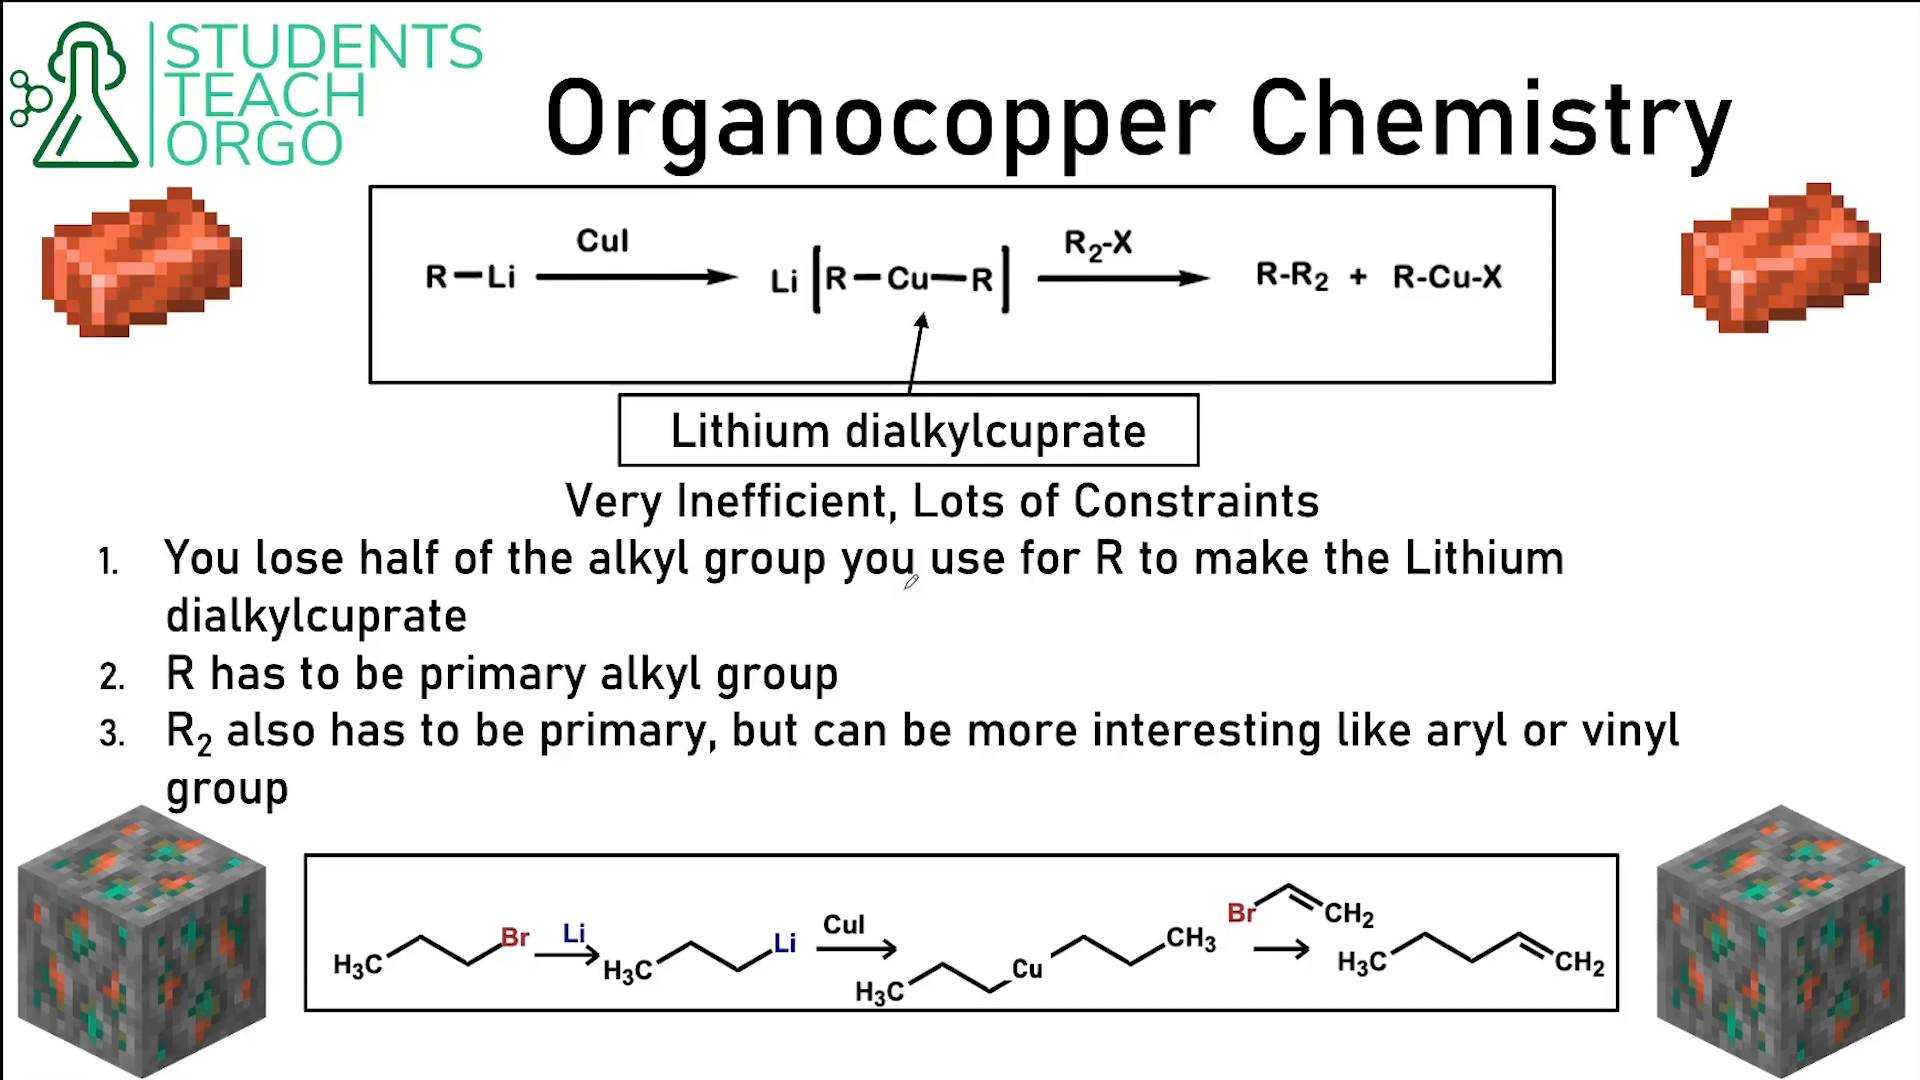 STUDENTS
TEACH
ORGO
Organocopper Chemistry
R-Li CuI Li [R-Cu-R] R₂-X R-R₂ + R-Cu-X
Lithium dialkylcuprate
Very Inefficient, Lots of Constraints
1. You lose half of the alkyl group you use for R to make the Lithium
dialkylcuprate
2. R has to be primary alkyl group
3. R₂ also has to be primary, but can be more interesting like aryl or vinyl
group
H₃C Br Li H₃C Li CuI H₃C Cu CH₃ Br CH₂ H₃C CH₂